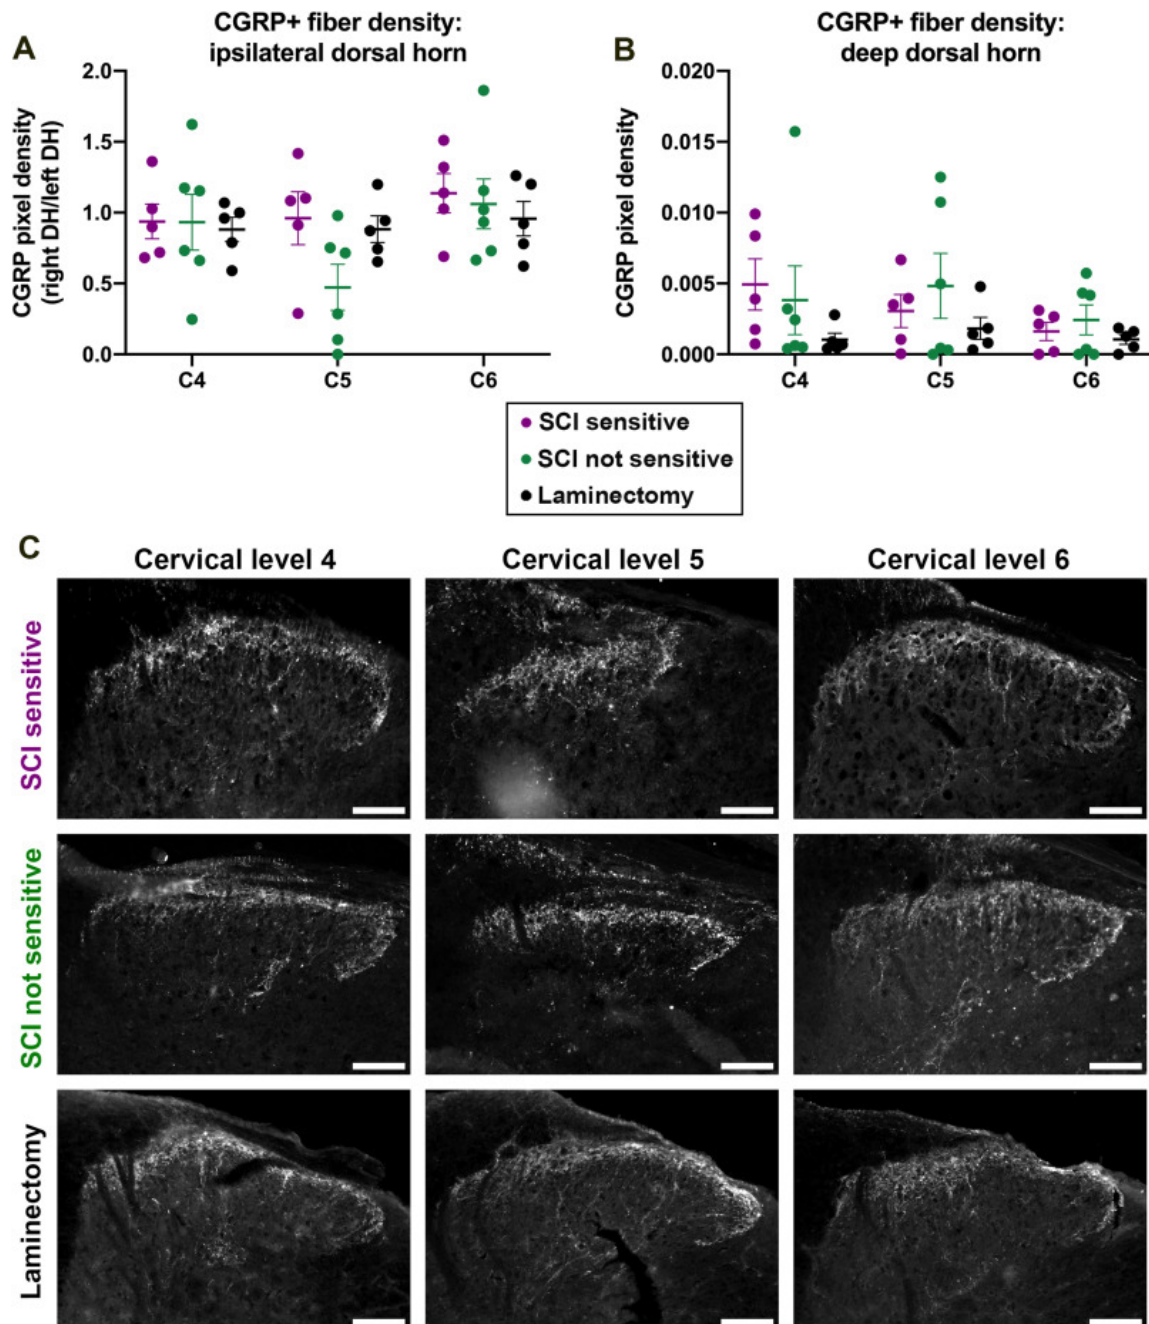 CGRP+ fiber density:
ipsilateral dorsal horn
A
CGRP pixel density
(right DH/left DH)
2.0
1.5
1.0
0.5
0.0
C4
C5
C6
CGRP+ fiber density:
deep dorsal horn
B
CGRP pixel density
0.020
0.015
0.010
0.005
0.000
C4
C5
C6
SCI sensitive
SCI not sensitive
Laminectomy
C
Cervical level 4
Cervical level 5
Cervical level 6
SCI sensitive
SCI not sensitive
Laminectomy